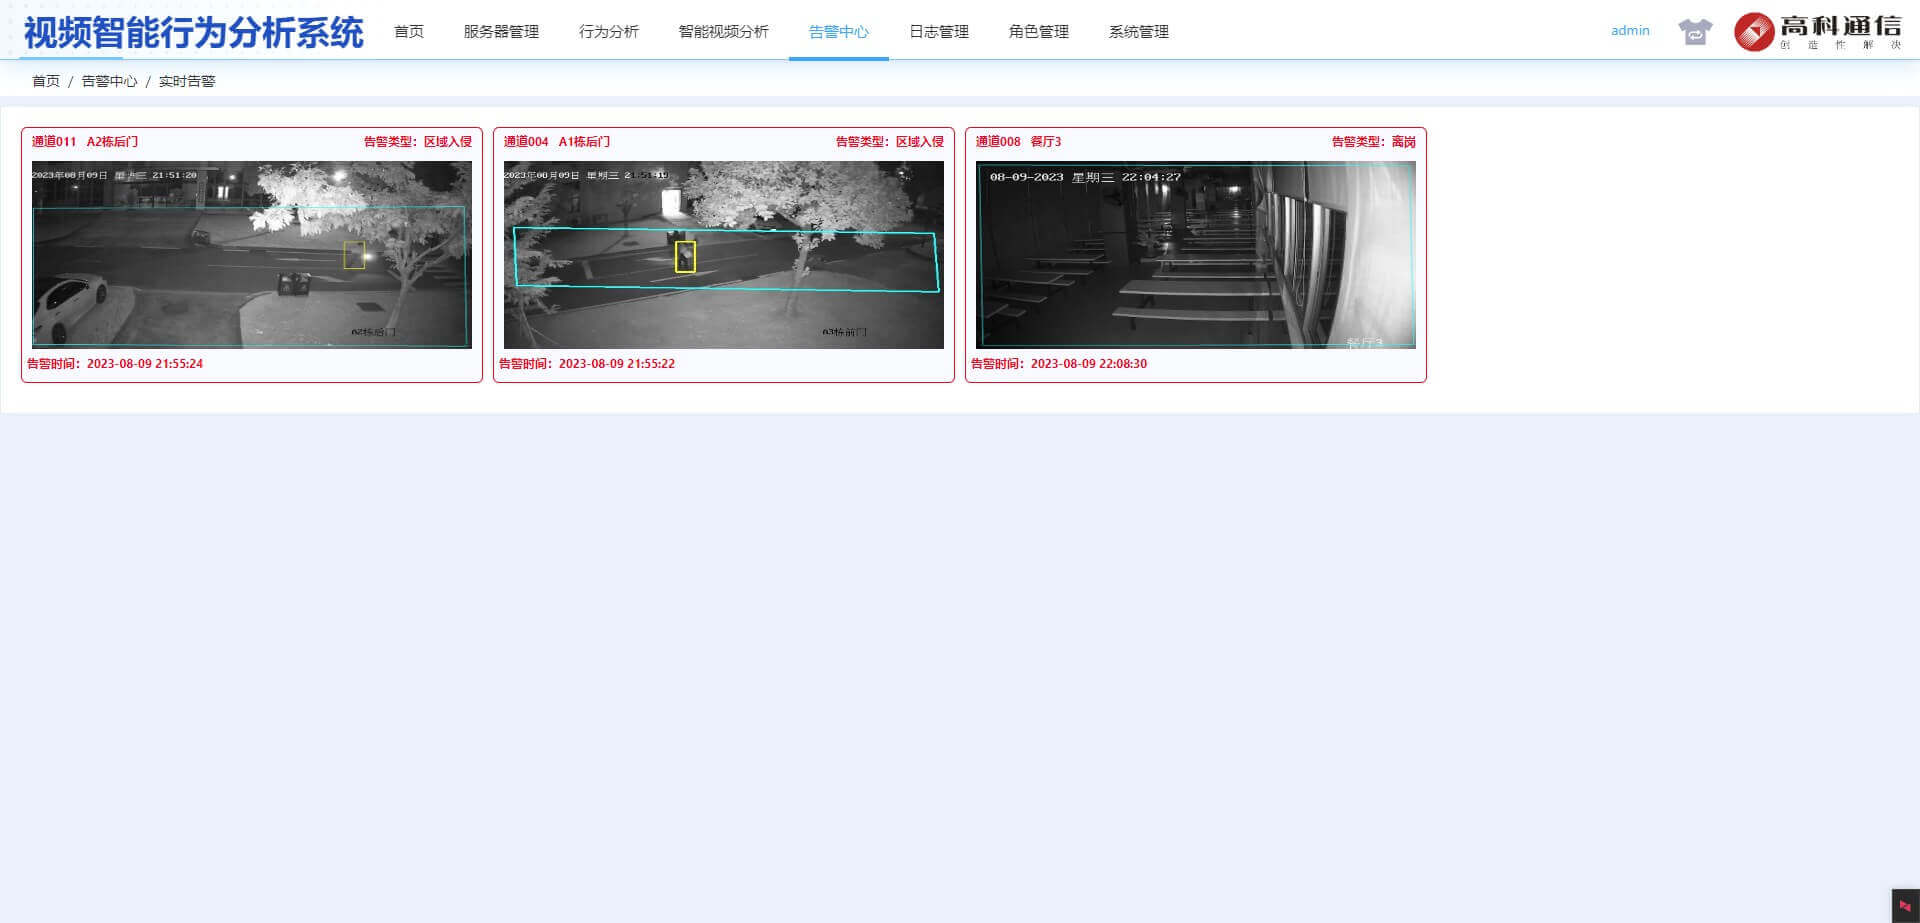 视频智能行为分析系统 首页 服务器管理 行为分析 智能视频分析 告警中心 日志管理 角色管理 系统管理 admin 高科通信
创造性解决
首页 / 告警中心 / 实时告警
通道011 A2栋后门 告警类型：区域入侵
2023年08月09日 星期三 21:51:20
A2栋后门
告警时间：2023-08-09 21:55:24
通道004 A1栋后门 告警类型：区域入侵
2023年08月09日 星期三 21:51:19
A3栋前门
告警时间：2023-08-09 21:55:22
通道008 餐厅3 告警类型：离岗
08-09-2023 星期三 22:04:27
餐厅3
告警时间：2023-08-09 22:08:30